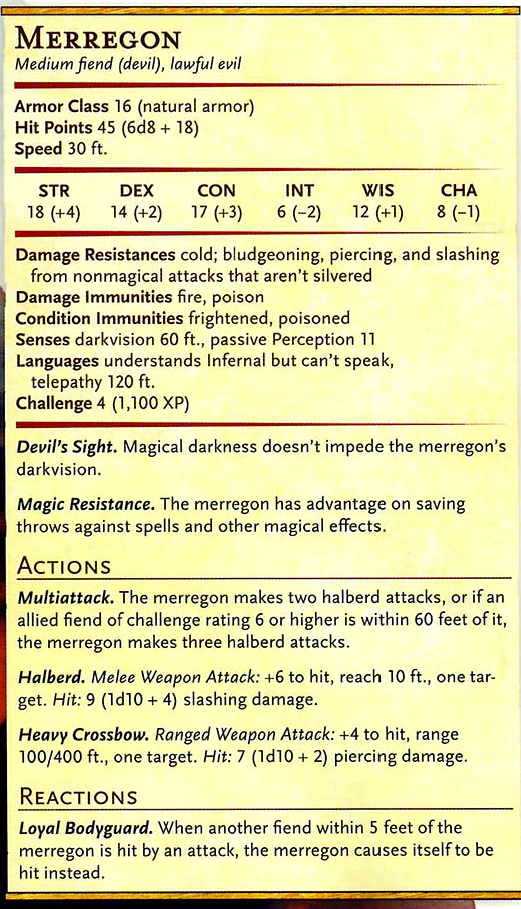 MERREGON
Medium fiend (devil), lawful evil
Armor Class 16 (natural armor)
Hit Points 45 (6d8 + 18)
Speed 30 ft.
STR DEX CON INT WIS CHA
18 (+4) 14 (+2) 17 (+3) 6 (−2) 12 (+1) 8 (−1)
Damage Resistances cold; bludgeoning, piercing, and slashing
from nonmagical attacks that aren't silvered
Damage Immunities fire, poison
Condition Immunities frightened, poisoned
Senses darkvision 60 ft., passive Perception 11
Languages understands Infernal but can't speak,
telepathy 120 ft.
Challenge 4 (1,100 XP)
Devil's Sight. Magical darkness doesn't impede the merregon's
darkvision.
Magic Resistance. The merregon has advantage on saving
throws against spells and other magical effects.
ACTIONS
Multiattack. The merregon makes two halberd attacks, or if an
allied fiend of challenge rating 6 or higher is within 60 feet of it,
the merregon makes three halberd attacks.
Halberd. Melee Weapon Attack: +6 to hit, reach 10 ft., one tar-
get. Hit: 9 (1d10 + 4) slashing damage.
Heavy Crossbow. Ranged Weapon Attack: +4 to hit, range
100/400 ft., one target. Hit: 7 (1d10 + 2) piercing damage.
REACTIONS
Loyal Bodyguard. When another fiend within 5 feet of the
merregon is hit by an attack, the merregon causes itself to be
hit instead.